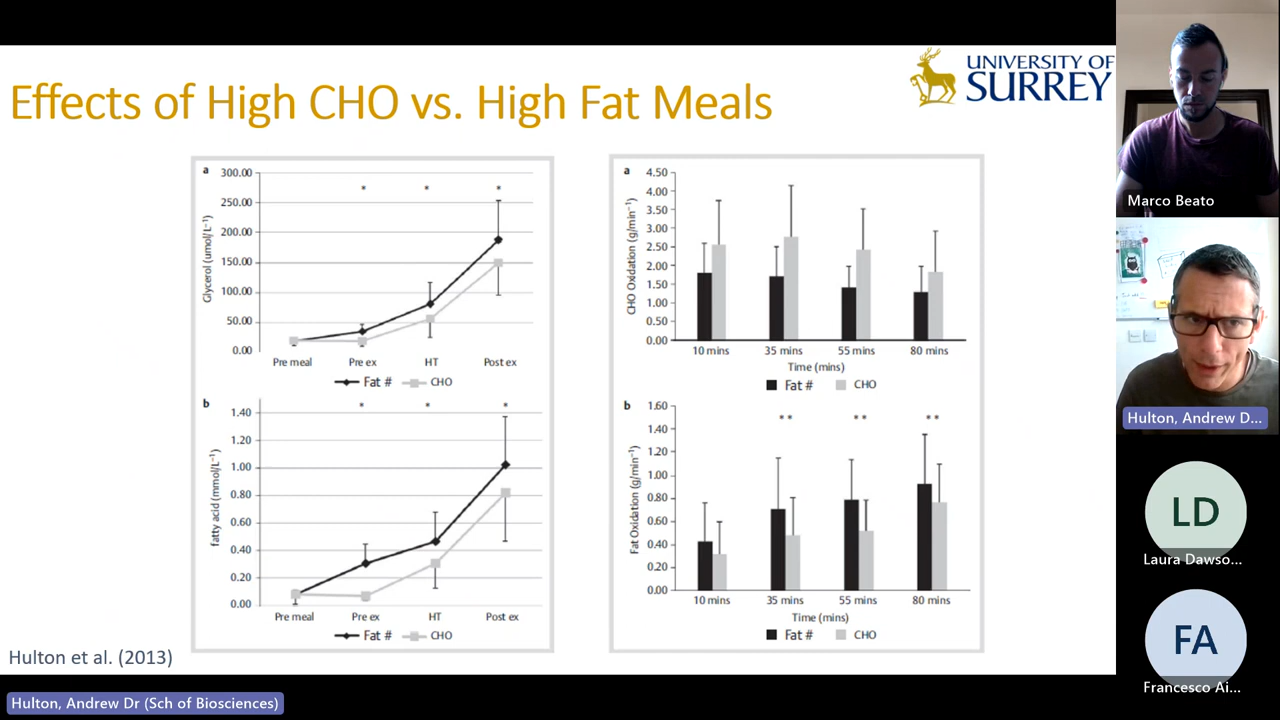 Effects of High CHO vs. High Fat Meals
UNIVERSITY OF
SURREY
a
300.00
250.00
200.00
150.00
100.00
50.00
0.00
Glycerol (umol/L⁻¹)
* * *
Pre meal Pre ex HT Post ex
Fat # CHO
b
1.40
1.20
1.00
0.80
0.60
0.40
0.20
0.00
fatty acid (mmol/L⁻¹)
* * *
Pre meal Pre ex HT Post ex
Fat # CHO
a
4.50
4.00
3.50
3.00
2.50
2.00
1.50
1.00
0.50
0.00
CHO Oxidation (g/min⁻¹)
10 mins 35 mins 55 mins 80 mins
Time (mins)
Fat # CHO
b
1.60
1.40
1.20
1.00
0.80
0.60
0.40
0.20
0.00
Fat Oxidation (g/min⁻¹)
** ** **
10 mins 35 mins 55 mins 80 mins
Time (mins)
Fat # CHO
Hulton et al. (2013)
Hulton, Andrew Dr (Sch of Biosciences)
Marco Beato
Hulton, Andrew D...
LD
Laura Dawso...
FA
Francesco Ai...